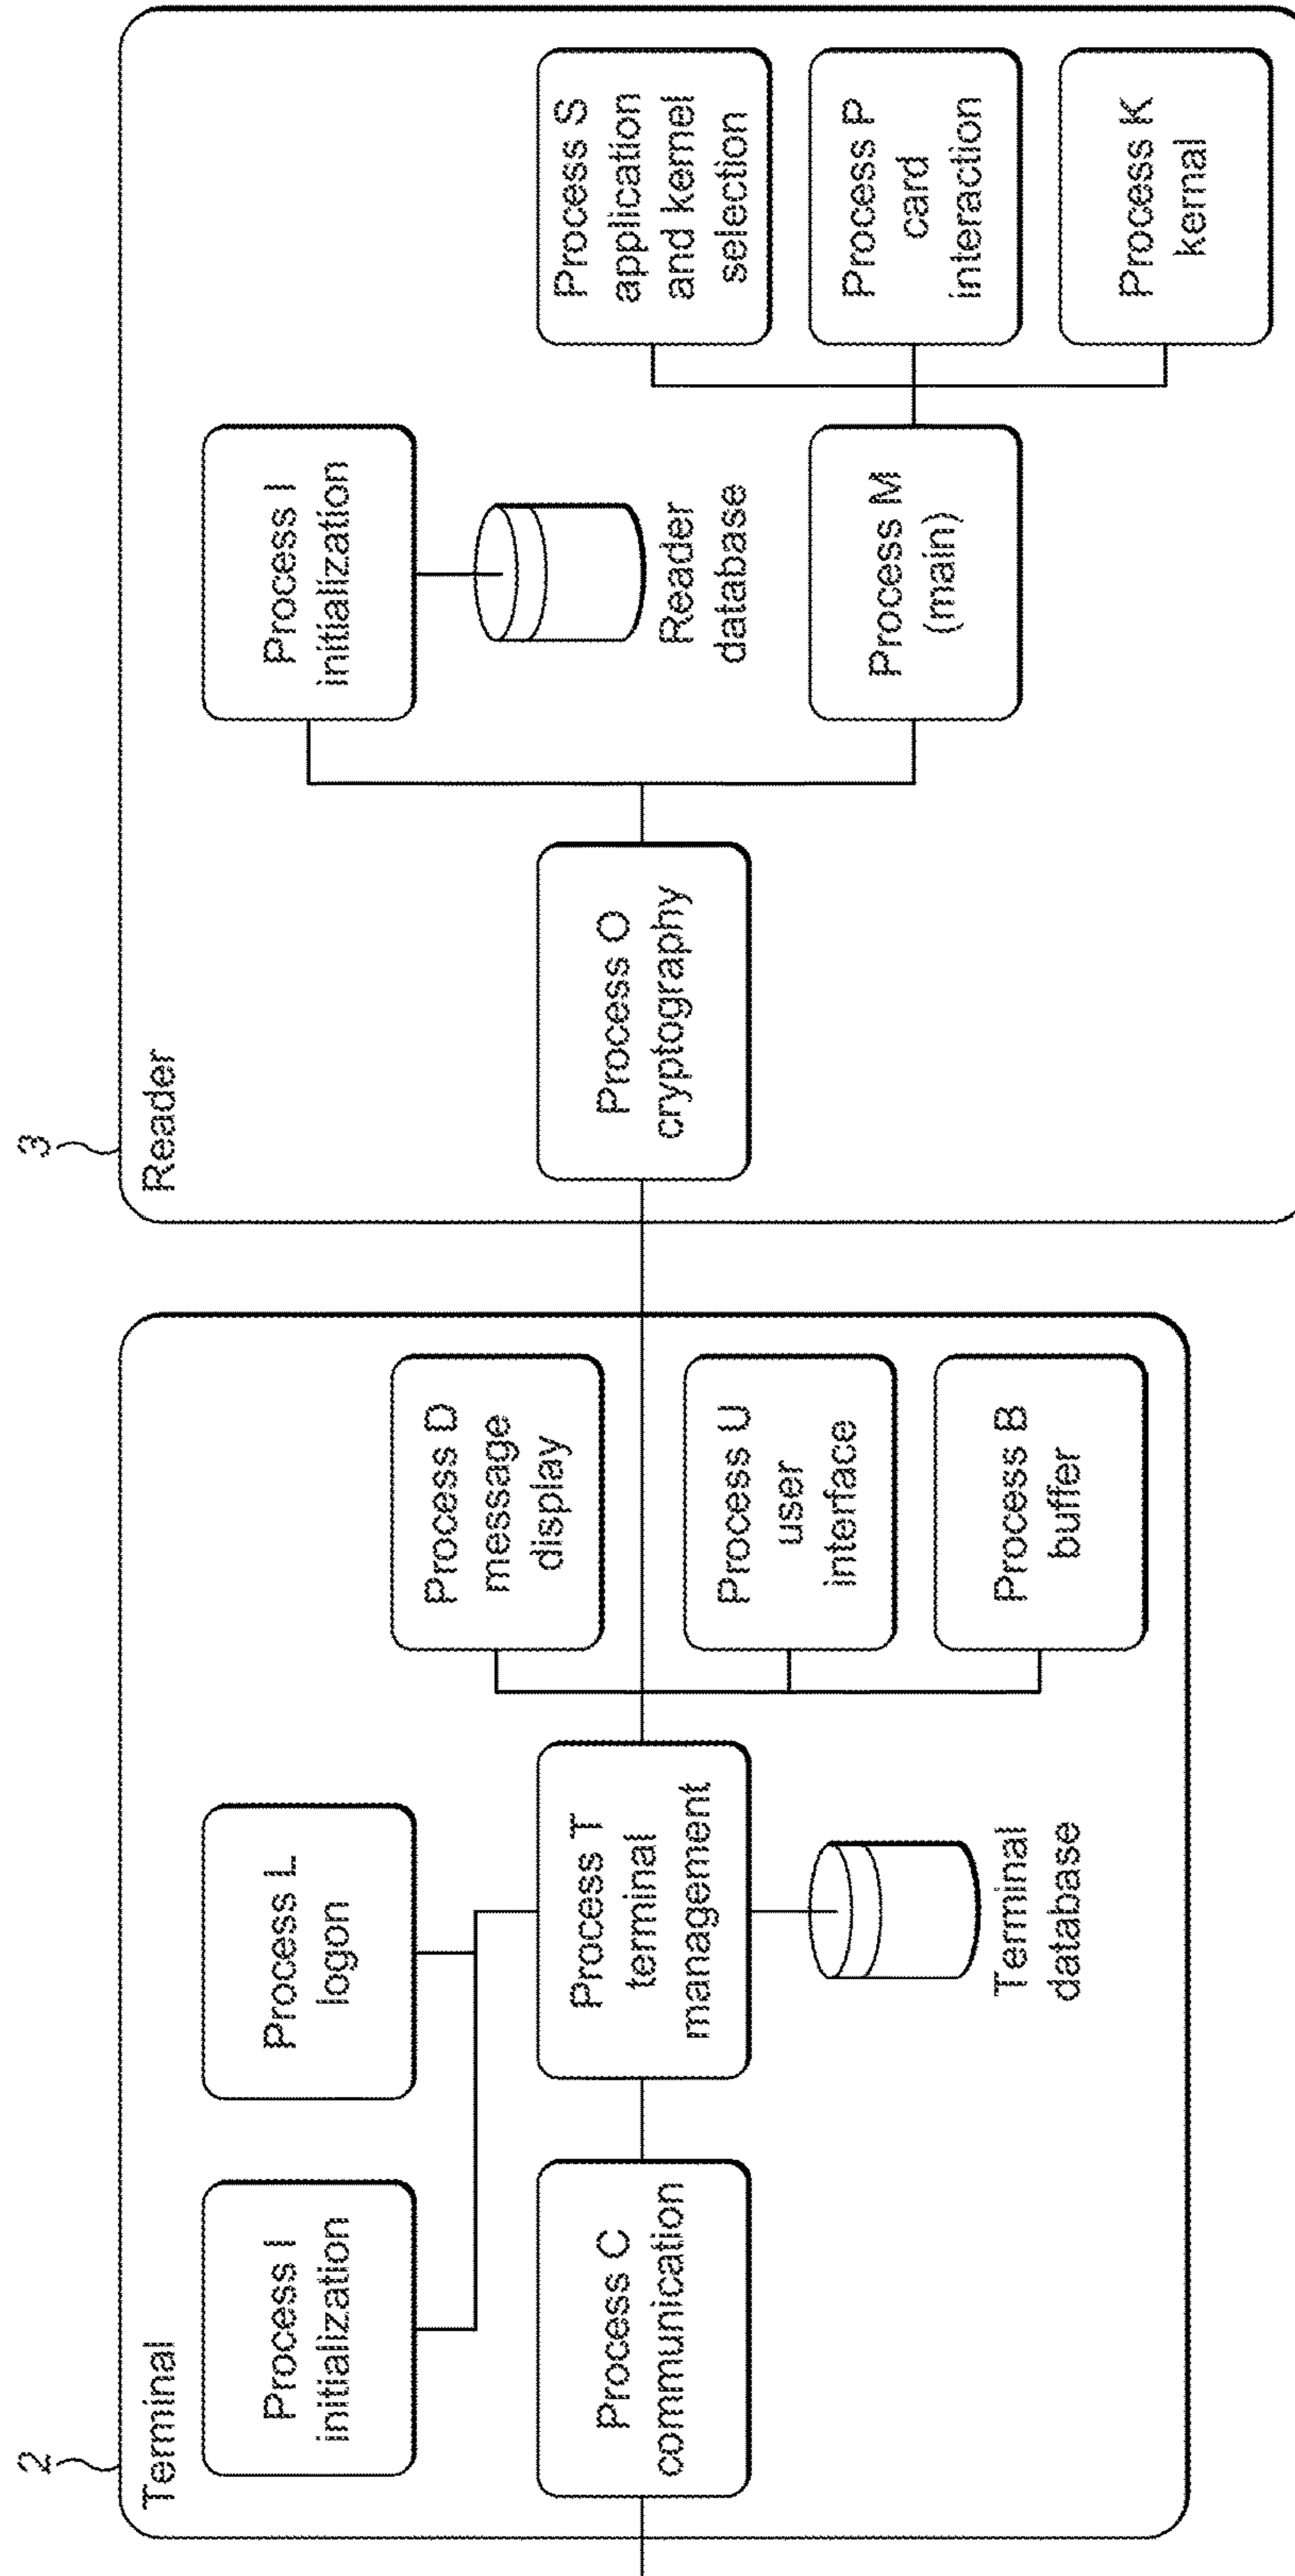 2
Terminal
Process I
initialization
Process L
logon
Process C
communication
Process T
terminal
management
Terminal
database
Process D
message
display
Process U
user
interface
Process B
buffer
3
Reader
Process O
cryptography
Process I
initialization
Reader
database
Process M
(main)
Process S
application
and kernel
selection
Process P
card
interaction
Process K
kernal